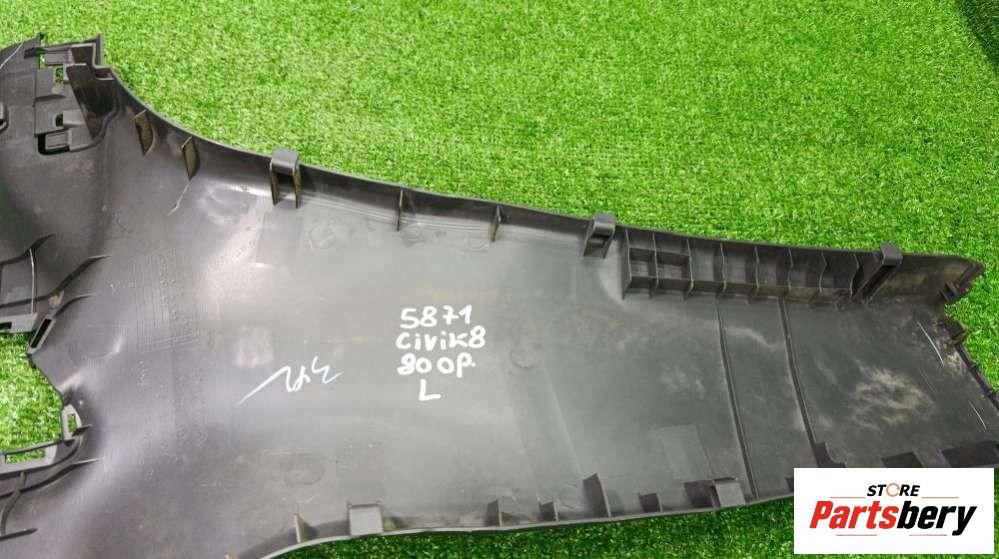 5871
Civik8
800р.
L
STORE
Partsbery